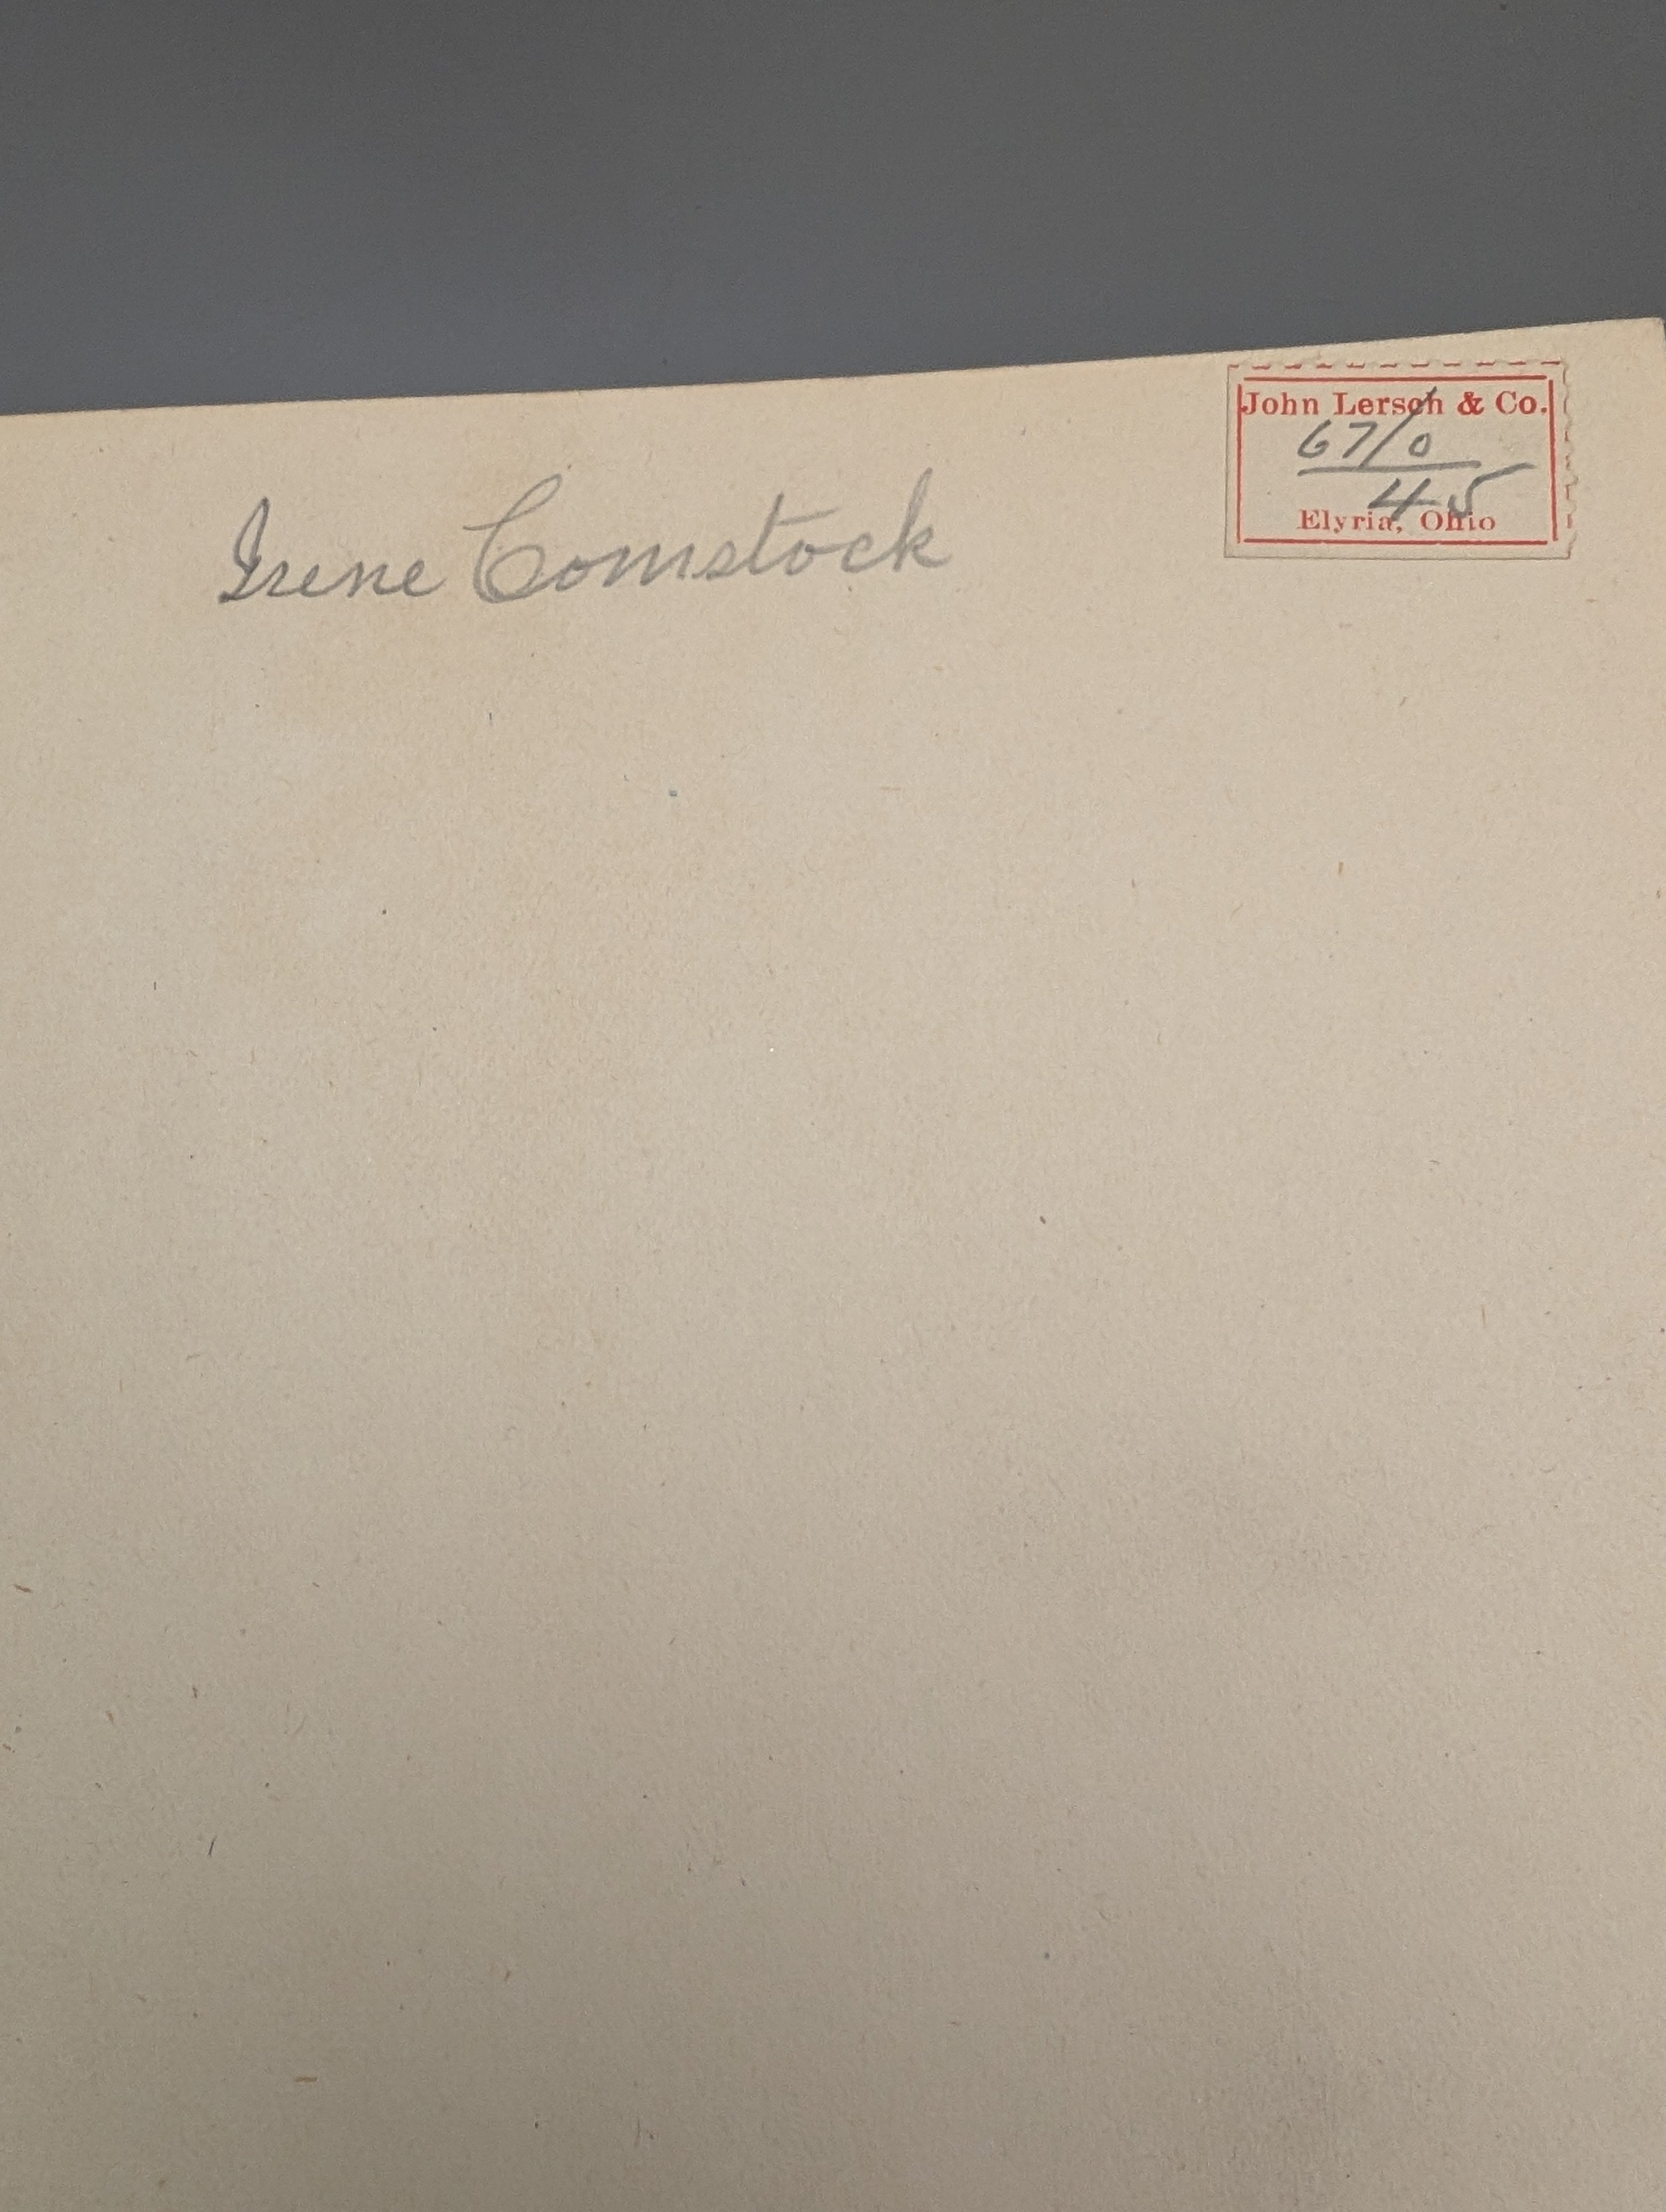 John Lersch & Co.
67/0
45
Elyria, Ohio
Irene Comstock